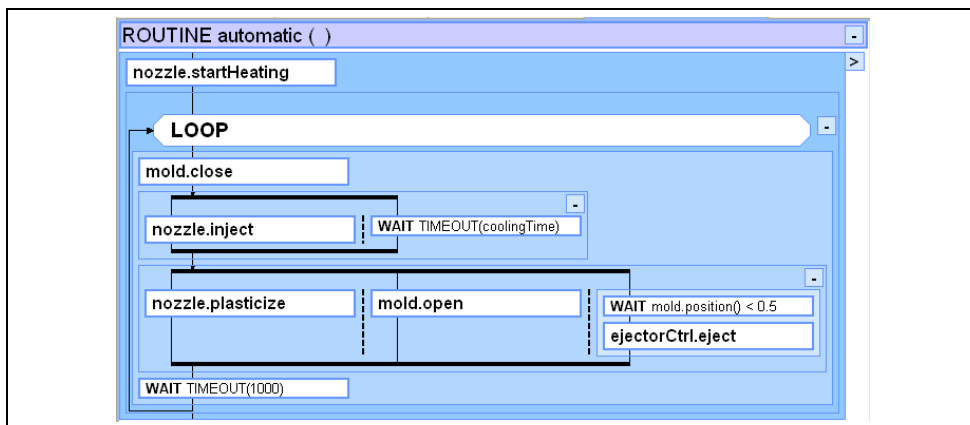 ROUTINE automatic ( )
-
nozzle.startHeating
>
LOOP
-
mold.close
-
nozzle.inject
WAIT TIMEOUT(coolingTime)
-
nozzle.plasticize
mold.open
WAIT mold.position() < 0.5
ejectorCtrl.eject
WAIT TIMEOUT(1000)